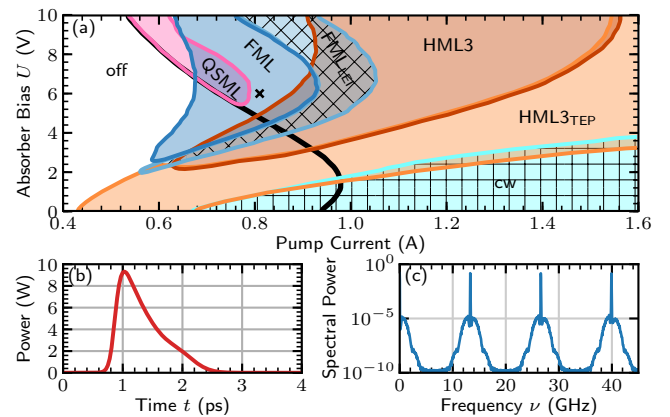 (a)
off
QSML
FML
FML_LEI
HML3
HML3_TEP
cw
Absorber Bias U (V)
10
8
6
4
2
0
0.4 0.6 0.8 1.0 1.2 1.4 1.6
Pump Current (A)
(b)
Power (W)
10
8
6
4
2
0
0 1 2 3 4
Time t (ps)
(c)
Spectral Power
10^0
10^−5
10^−10
0 10 20 30 40
Frequency ν (GHz)